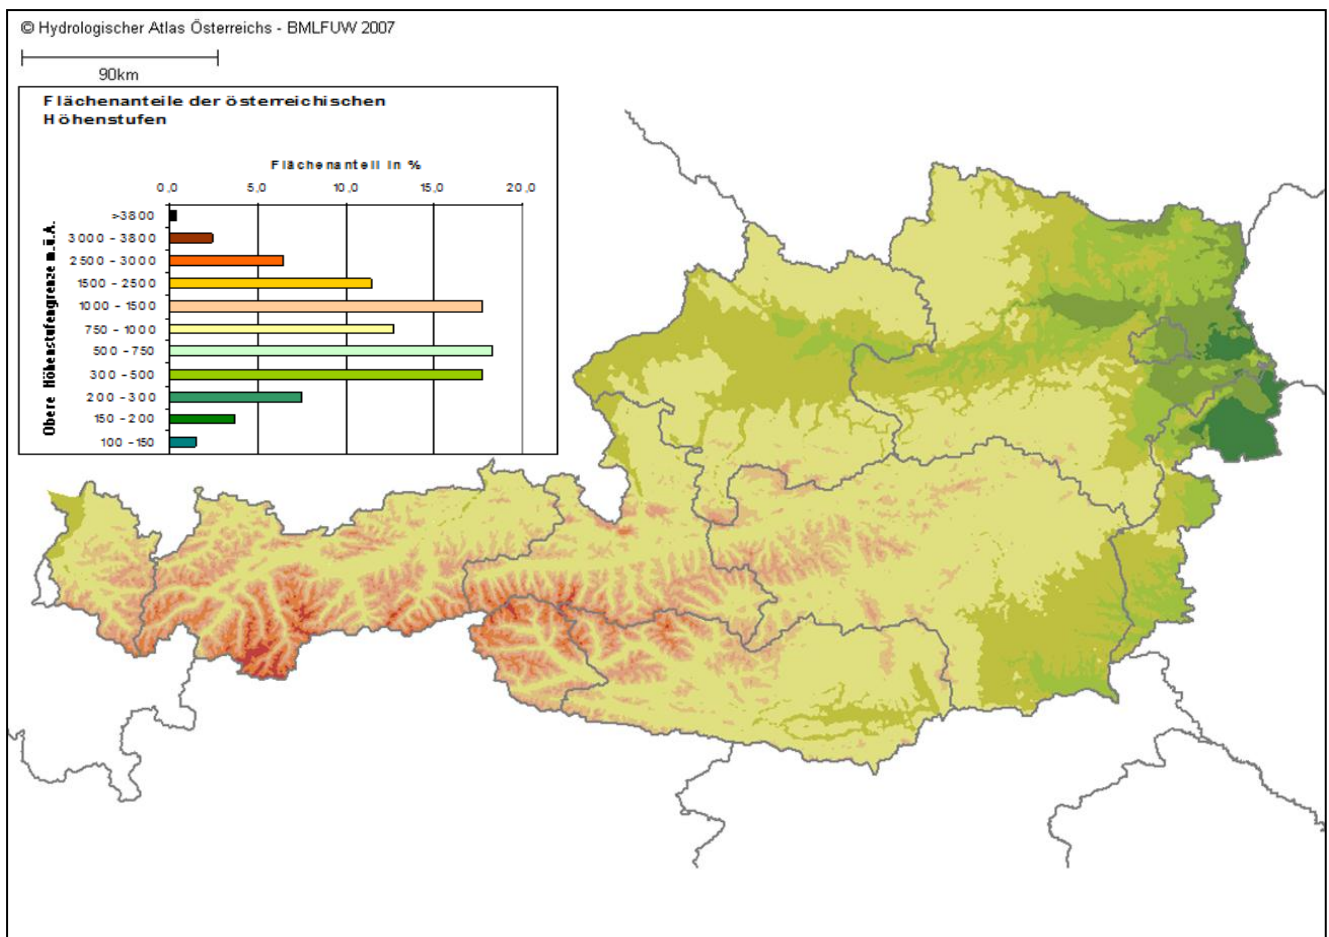 © Hydrologischer Atlas Österreichs - BMLFUW 2007
90km
Flächenanteile der österreichischen
Höhenstufen
Flächenanteil in %
0,0 5,0 10,0 15,0 20,0
Obere Höhenstufengrenze m.ü.A.
>3800
3000 - 3800
2500 - 3000
1500 - 2500
1000 - 1500
750 - 1000
500 - 750
300 - 500
200 - 300
150 - 200
100 - 150